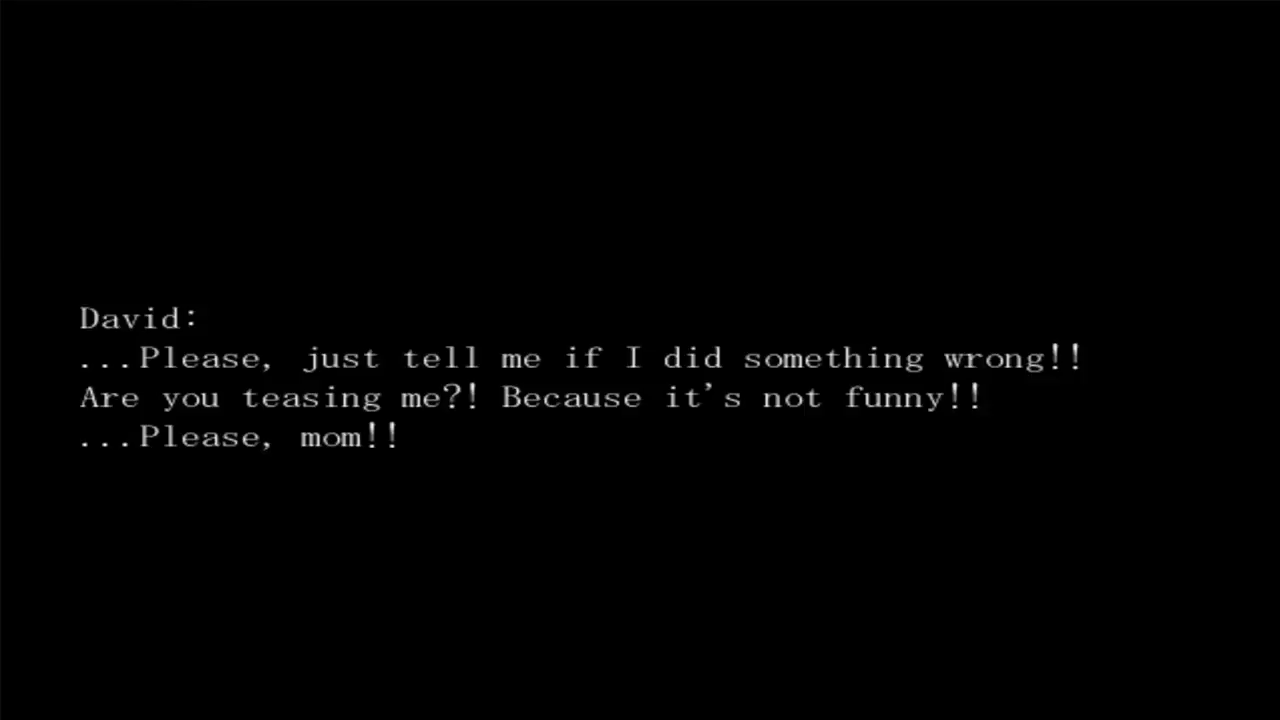 David:
...Please, just tell me if I did something wrong!!
Are you teasing me?! Because it's not funny!!
...Please, mom!!